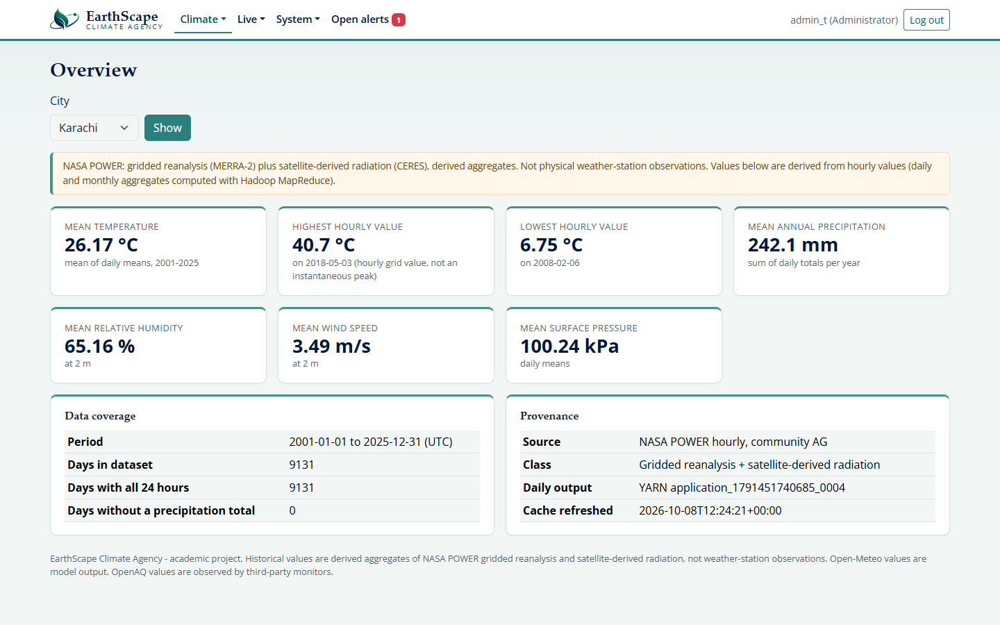 EarthScape
CLIMATE AGENCY
Climate
Live
System
Open alerts 1
admin_t (Administrator)
Log out
Overview
City
Karachi
Show
NASA POWER: gridded reanalysis (MERRA-2) plus satellite-derived radiation (CERES), derived aggregates. Not physical weather-station observations. Values below are derived from hourly values (daily
and monthly aggregates computed with Hadoop MapReduce).
MEAN TEMPERATURE
26.17 °C
mean of daily means, 2001-2025
HIGHEST HOURLY VALUE
40.7 °C
on 2018-05-03 (hourly grid value, not an
instantaneous peak)
LOWEST HOURLY VALUE
6.75 °C
on 2008-02-06
MEAN ANNUAL PRECIPITATION
242.1 mm
sum of daily totals per year
MEAN RELATIVE HUMIDITY
65.16 %
at 2 m
MEAN WIND SPEED
3.49 m/s
at 2 m
MEAN SURFACE PRESSURE
100.24 kPa
daily means
Data coverage
Period 2001-01-01 to 2025-12-31 (UTC)
Days in dataset 9131
Days with all 24 hours 9131
Days without a precipitation total 0
Provenance
Source NASA POWER hourly, community AG
Class Gridded reanalysis + satellite-derived radiation
Daily output YARN application_1791451740685_0004
Cache refreshed 2026-10-08T12:24:21+00:00
EarthScape Climate Agency - academic project. Historical values are derived aggregates of NASA POWER gridded reanalysis and satellite-derived radiation, not weather-station observations. Open-Meteo values are
model output. OpenAQ values are observed by third-party monitors.